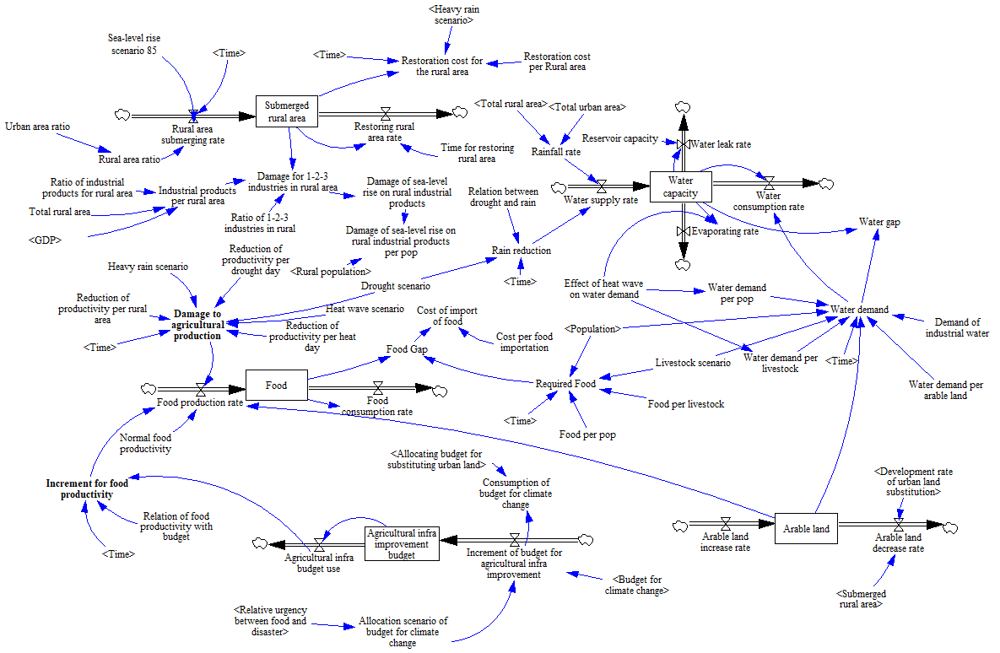 <Heavy rain
scenario>
Sea-level rise
scenario 85
<Time>
<Time>
Restoration cost for
the rural area
Restoration cost
per Rural area
Submerged
rural area
Rural area
submerging rate
Restoring rural
area rate
Urban area ratio
Rural area ratio
Time for restoring
rural area
<Total rural area>
<Total urban area>
Reservoir capacity
Water leak rate
Rainfall rate
Ratio of industrial
products for rural area
Industrial products
per rural area
Damage for 1-2-3
industries in rural area
Damage of sea-level
rise on rural industrial
products
Relation between
drought and rain
Water supply rate
Water
capacity
Water
consumption rate
Total rural area
Ratio of 1-2-3
industries in rural
Damage of sea-level rise on
rural industrial products
per pop
Evaporating rate
Water gap
<GDP>
Rain reduction
Reduction of
productivity per
drought day
<Rural population>
<Time>
Heavy rain scenario
Drought scenario
Effect of heat wave
on water demand
Water demand
per pop
Reduction of
productivity per rural
area
Damage to
agricultural
production
Heat wave scenario
Cost of import
of food
Water demand
Demand of
industrial water
<Population>
Reduction of
productivity per heat
day
Cost per food
importation
<Time>
Food Gap
Livestock scenario
Water demand per
livestock
<Time>
Food
Required Food
Water demand per
arable land
Food production rate
Food
consumption rate
Food per livestock
<Time>
Normal food
productivity
Food per pop
<Allocating budget for
substituting urban land>
Increment for food
productivity
Consumption of
budget for climate
change
<Development rate
of urban land
substitution>
Relation of food
productivity with
budget
<Time>
Agricultural infra
improvement
budget
Agricultural infra
budget use
Increment of budget for
agricultural infra
improvement
Arable land
increase rate
Arable land
Arable land
decrease rate
<Budget for
climate change>
<Submerged
rural area>
<Relative urgency
between food and
disaster>
Allocation scenario of
budget for climate
change